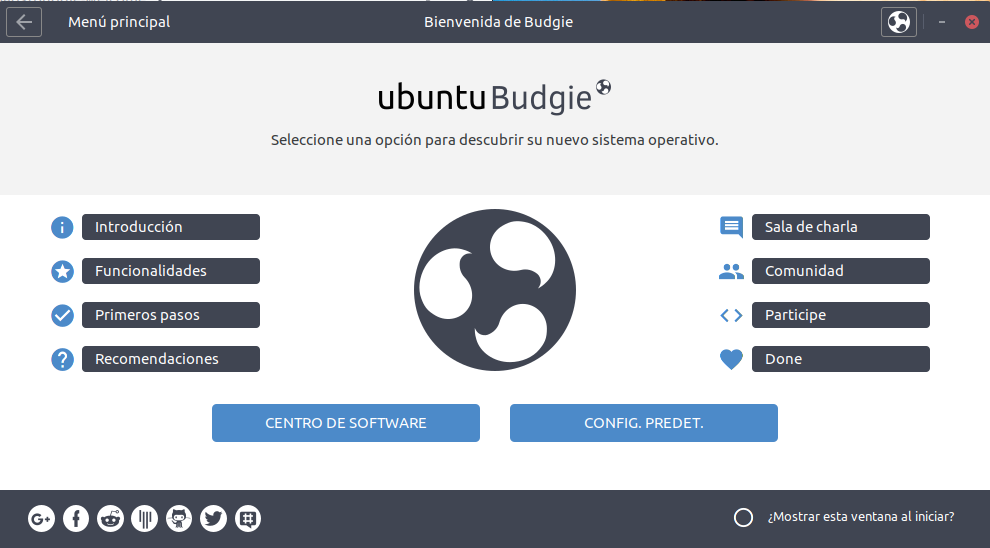 Menú principal
Bienvenida de Budgie
ubuntu Budgie
Seleccione una opción para descubrir su nuevo sistema operativo.
Introducción
Funcionalidades
Primeros pasos
Recomendaciones
Sala de charla
Comunidad
Participe
Done
CENTRO DE SOFTWARE
CONFIG. PREDET.
¿Mostrar esta ventana al iniciar?